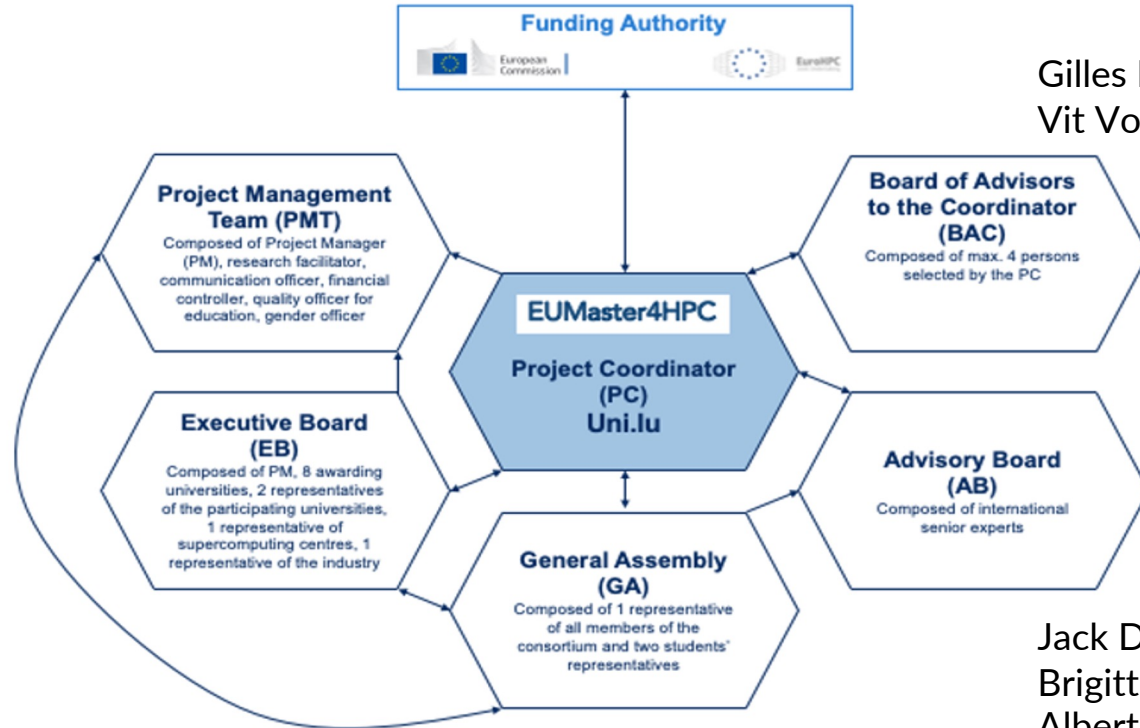 Funding Authority
European
Commission
EuroHPC
Gilles
Vit Vo
Project Management
Team (PMT)
Composed of Project Manager
(PM), research facilitator,
communication officer, financial
controller, quality officer for
education, gender officer
Board of Advisors
to the Coordinator
(BAC)
Composed of max. 4 persons
selected by the PC
EUMaster4HPC
Project Coordinator
(PC)
Uni.lu
Executive Board
(EB)
Composed of PM, 8 awarding
universities, 2 representatives
of the participating universities,
1 representative of
supercomputing centres, 1
representative of the industry
Advisory Board
(AB)
Composed of international
senior experts
General Assembly
(GA)
Composed of 1 representative
of all members of the
consortium and two students'
representatives
Jack D
Brigitt
Albert